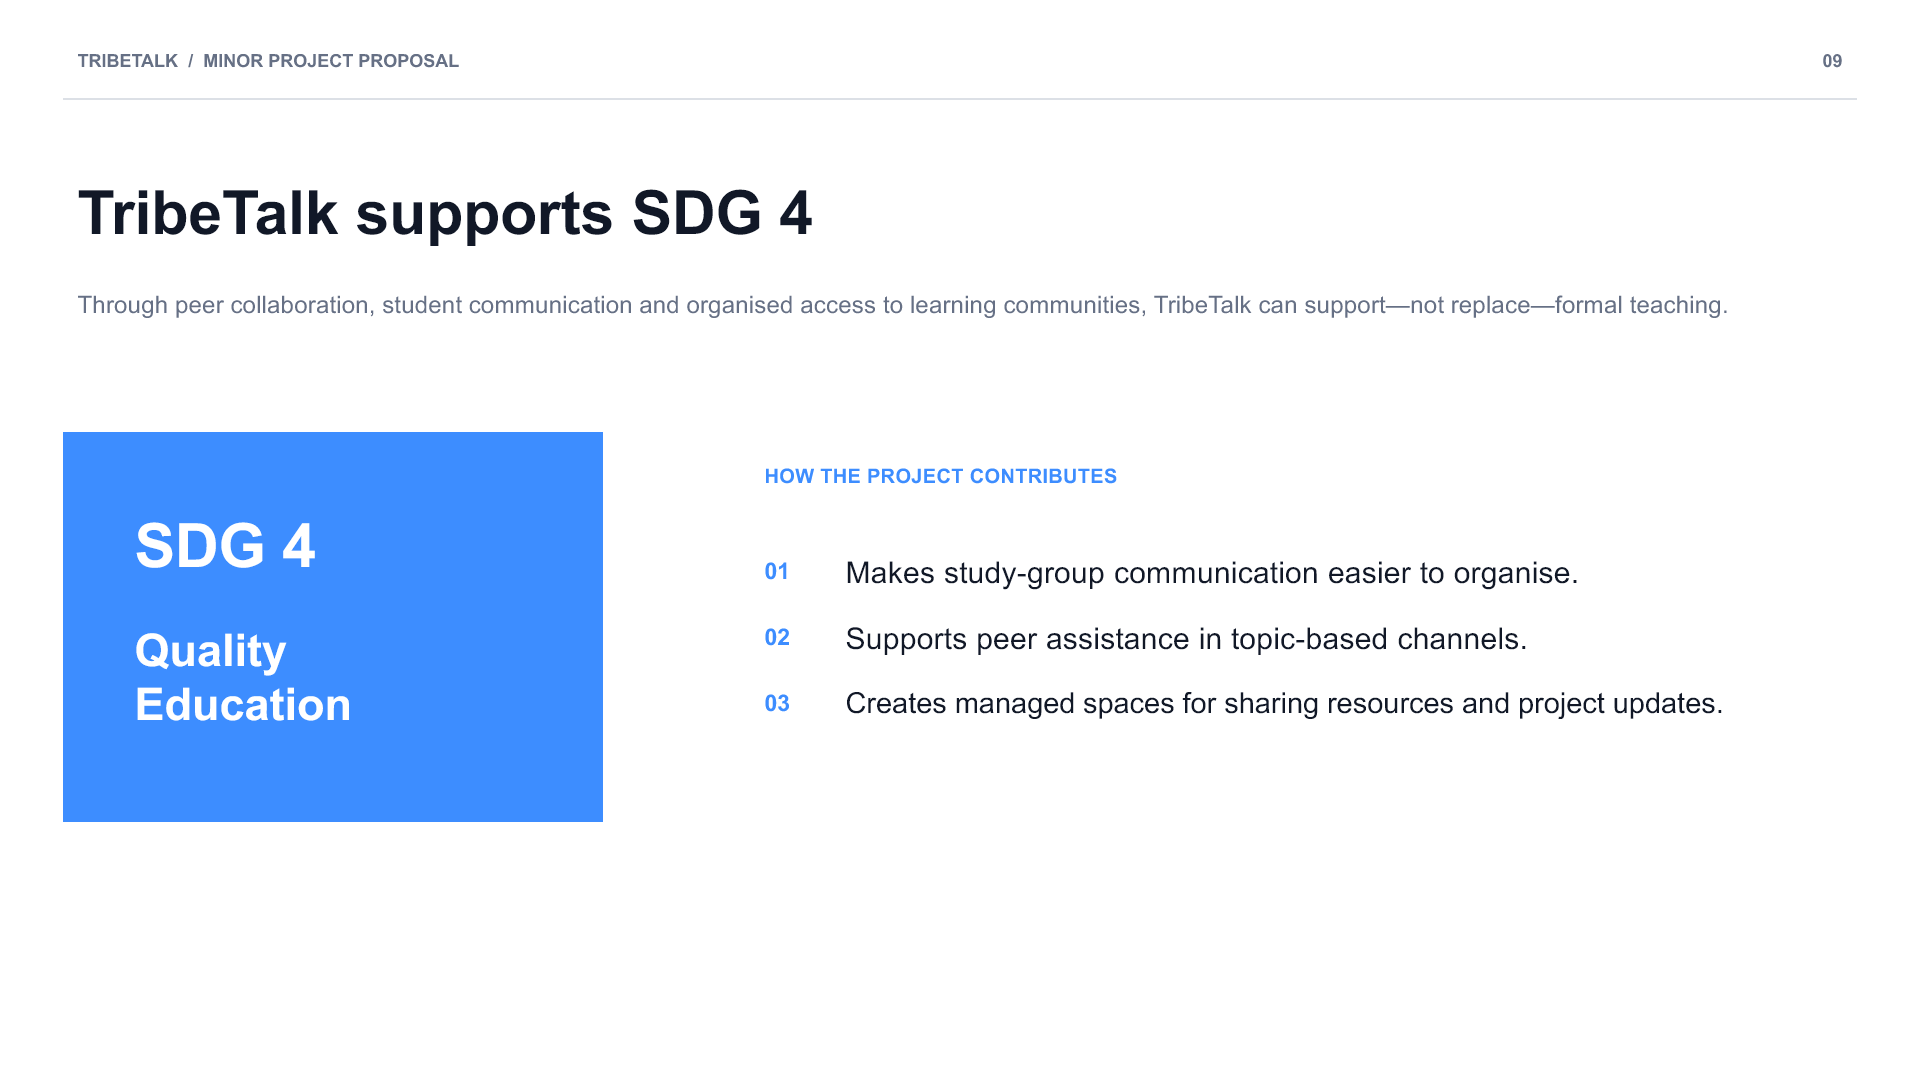 TRIBETALK / MINOR PROJECT PROPOSAL
09
TribeTalk supports SDG 4
Through peer collaboration, student communication and organised access to learning communities, TribeTalk can support—not replace—formal teaching.
SDG 4
Quality
Education
HOW THE PROJECT CONTRIBUTES
01 Makes study-group communication easier to organise.
02 Supports peer assistance in topic-based channels.
03 Creates managed spaces for sharing resources and project updates.